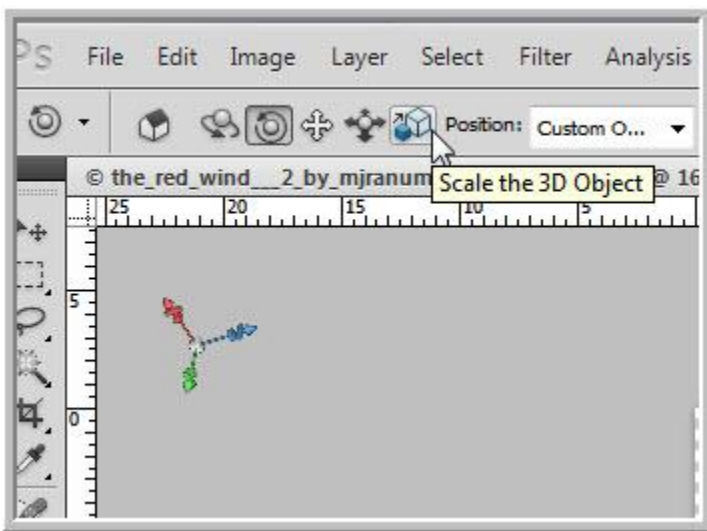 PS File Edit Image Layer Select Filter Analysis
Position: Custom O...
© the_red_wind___2_by_mjranum @ 16
Scale the 3D Object
25 20 15 10 5
5
0